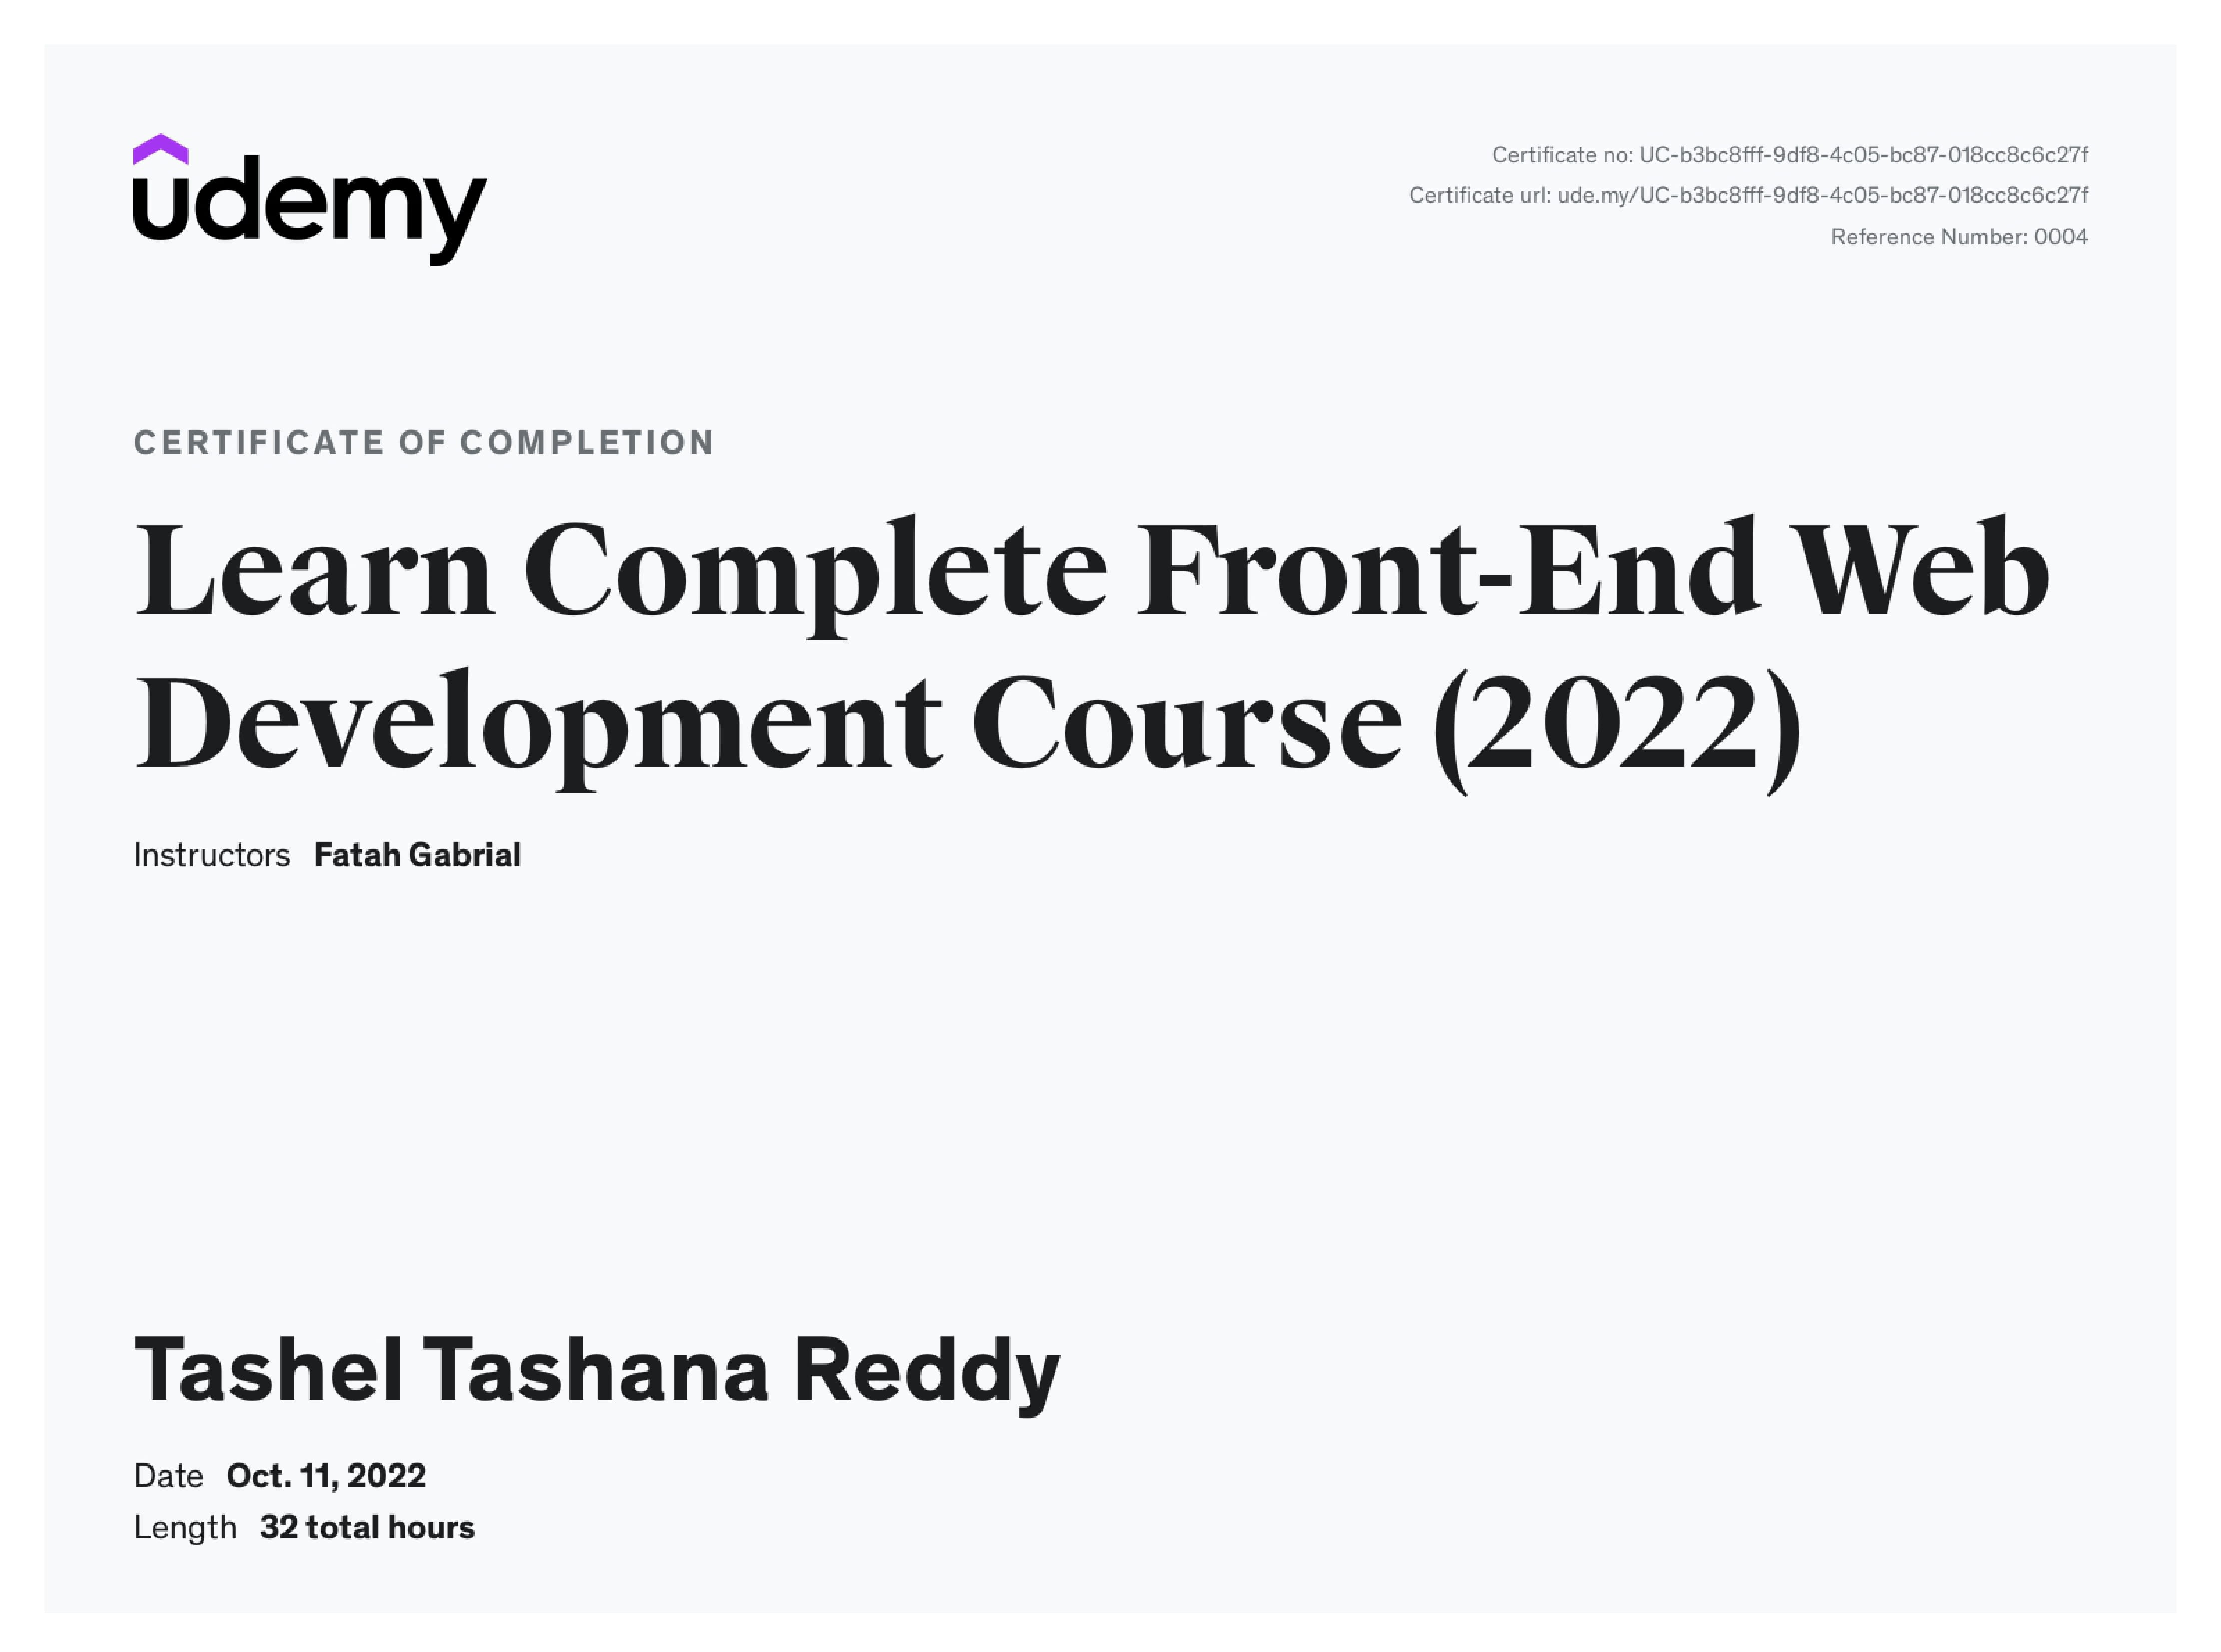 udemy
Certificate no: UC-b3bc8fff-9df8-4c05-bc87-018cc8c6c27f
Certificate url: ude.my/UC-b3bc8fff-9df8-4c05-bc87-018cc8c6c27f
Reference Number: 0004
CERTIFICATE OF COMPLETION
Learn Complete Front-End Web
Development Course (2022)
Instructors Fatah Gabrial
Tashel Tashana Reddy
Date Oct. 11, 2022
Length 32 total hours